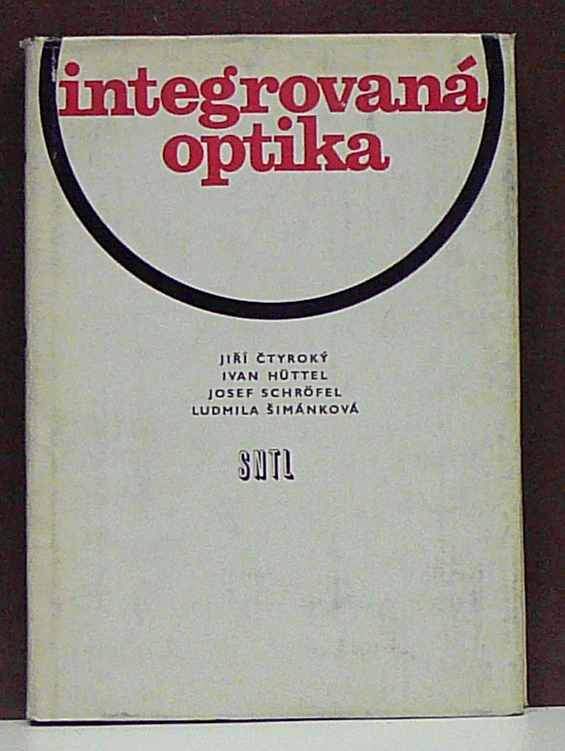 integrovaná
optika
JIŘÍ ČTYROKÝ
IVAN HÜTTEL
JOSEF SCHRÖFEL
LUDMILA ŠIMÁNKOVÁ
SNTL